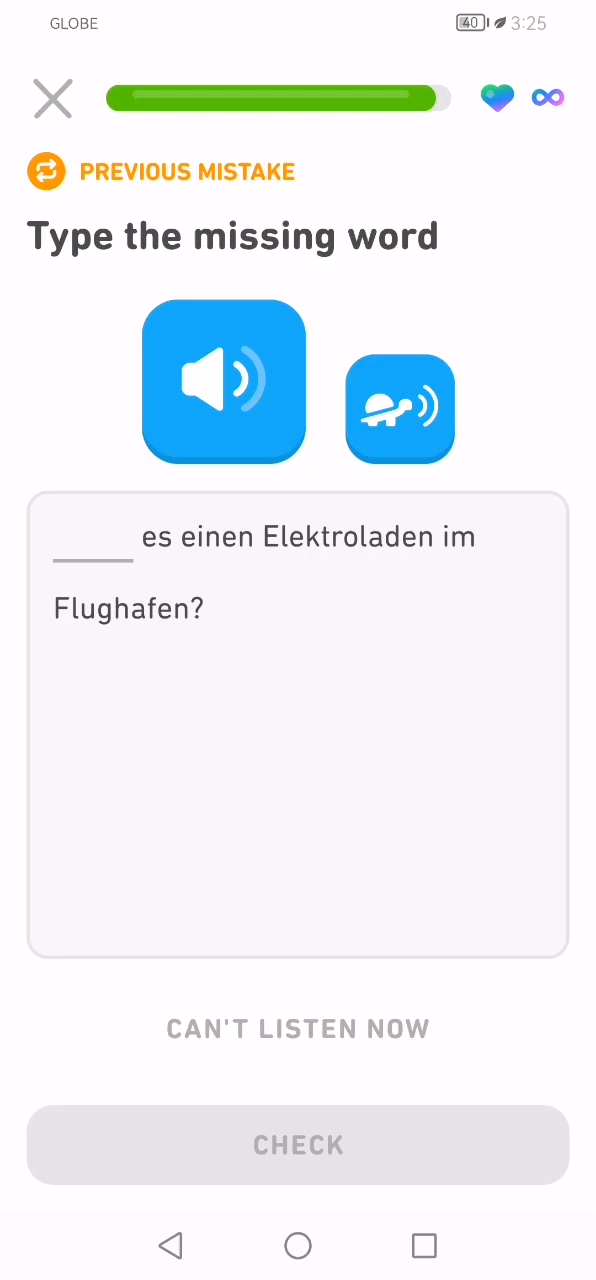 GLOBE
40 3:25
PREVIOUS MISTAKE
Type the missing word
_____ es einen Elektroladen im
Flughafen?
CAN'T LISTEN NOW
CHECK